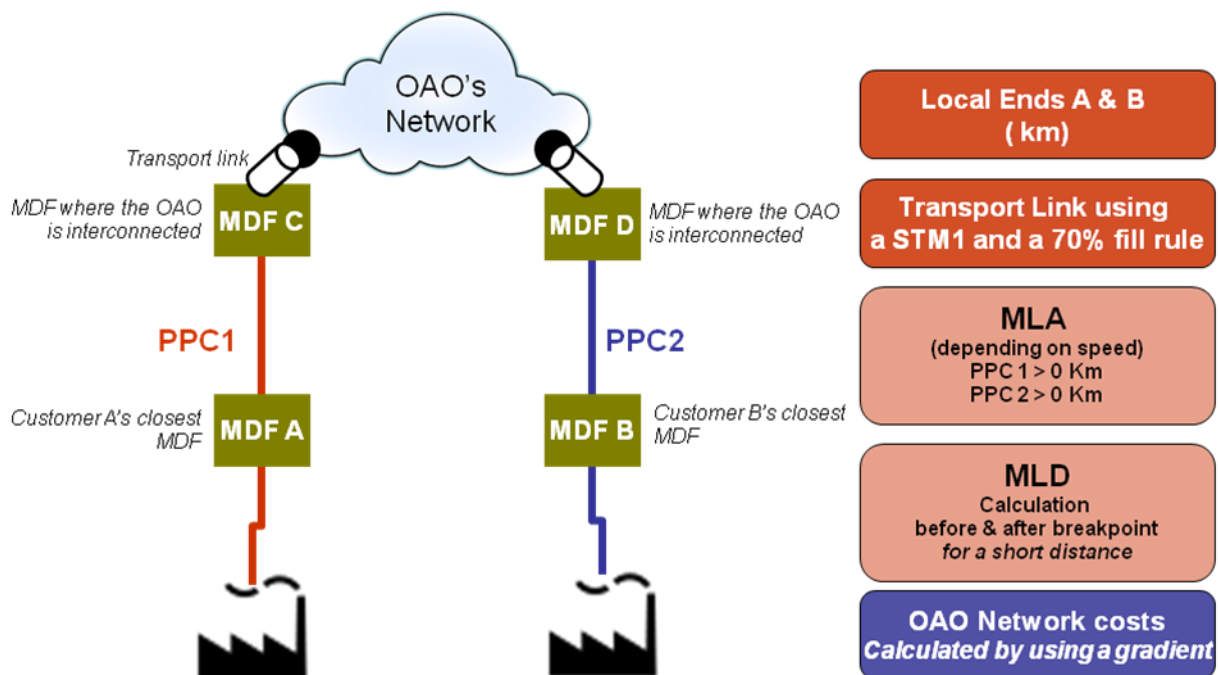 OAO's
Network
Transport link
MDF where the OAO
is interconnected
MDF C
MDF D
MDF where the OAO
is interconnected
PPC1
PPC2
Customer A's closest
MDF
MDF A
MDF B
Customer B's closest
MDF
Local Ends A & B
( km)
Transport Link using
a STM1 and a 70% fill rule
MLA
(depending on speed)
PPC 1 > 0 Km
PPC 2 > 0 Km
MLD
Calculation
before & after breakpoint
for a short distance
OAO Network costs
Calculated by using a gradient